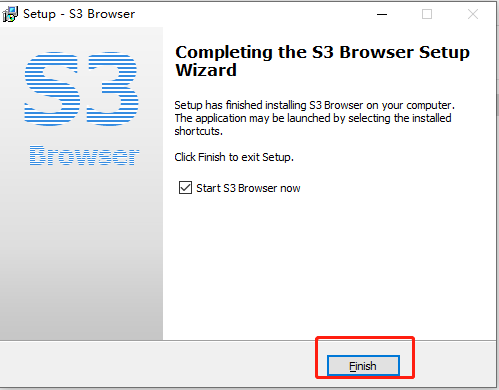 Setup - S3 Browser
S3
Browser
Completing the S3 Browser Setup
Wizard
Setup has finished installing S3 Browser on your computer.
The application may be launched by selecting the installed
shortcuts.
Click Finish to exit Setup.
Start S3 Browser now
Finish